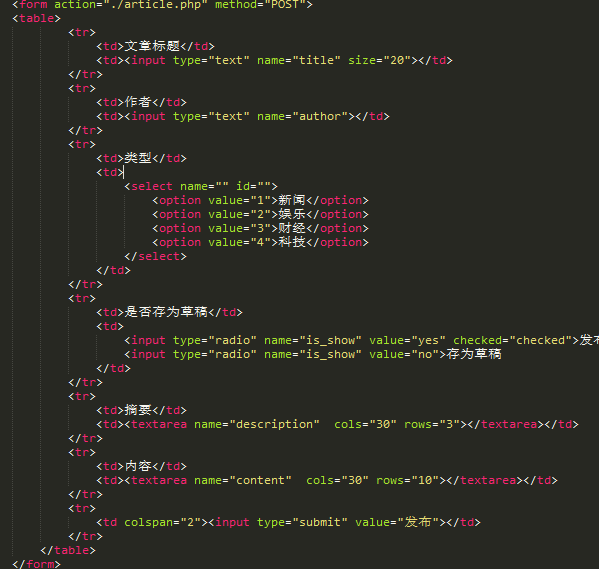 <form action="./article.php" method="POST">
<table>
<tr>
<td>文章标题</td>
<td><input type="text" name="title" size="20"></td>
</tr>
<tr>
<td>作者</td>
<td><input type="text" name="author"></td>
</tr>
<tr>
<td>类型</td>
<td>
<select name="" id="">
<option value="1">新闻</option>
<option value="2">娱乐</option>
<option value="3">财经</option>
<option value="4">科技</option>
</select>
</td>
</tr>
<tr>
<td>是否存为草稿</td>
<td>
<input type="radio" name="is_show" value="yes" checked="checked">发布
<input type="radio" name="is_show" value="no">存为草稿
</td>
</tr>
<tr>
<td>摘要</td>
<td><textarea name="description"  cols="30" rows="3"></textarea></td>
</tr>
<tr>
<td>内容</td>
<td><textarea name="content"  cols="30" rows="10"></textarea></td>
</tr>
<tr>
<td colspan="2"><input type="submit" value="发布"></td>
</tr>
</table>
</form>